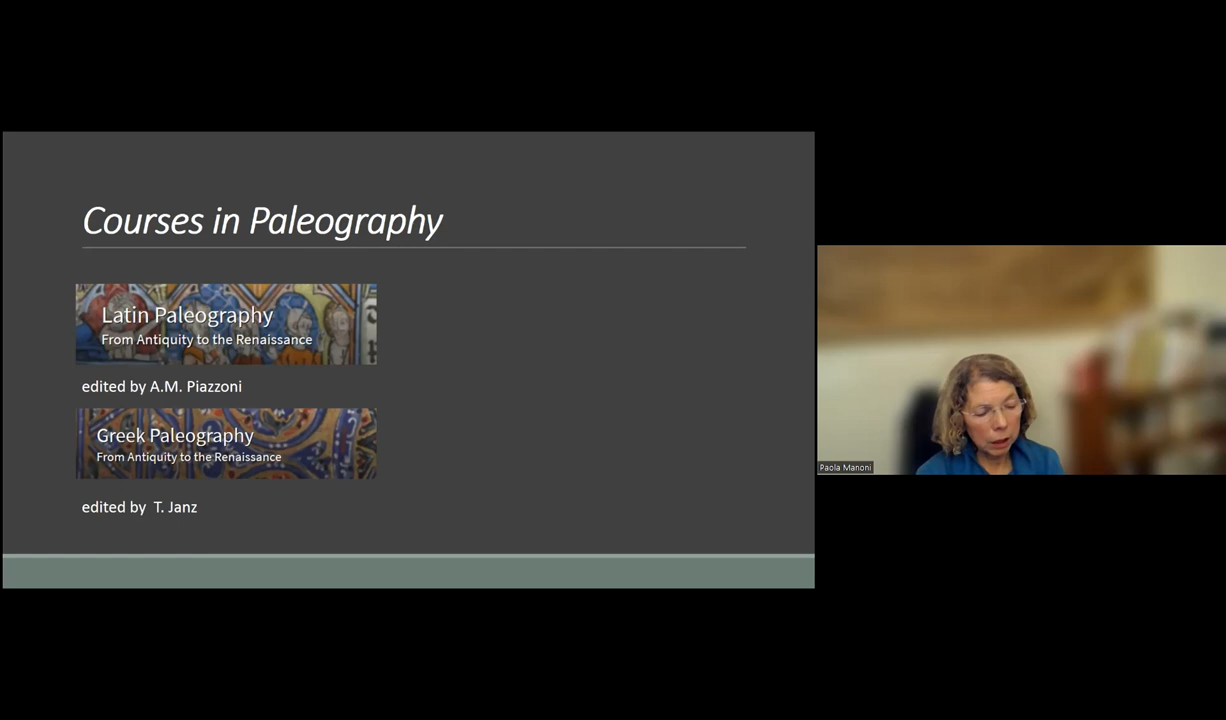 Courses in Paleography
Latin Paleography
From Antiquity to the Renaissance
edited by A.M. Piazzoni
Greek Paleography
From Antiquity to the Renaissance
edited by T. Janz
Paola Manoni